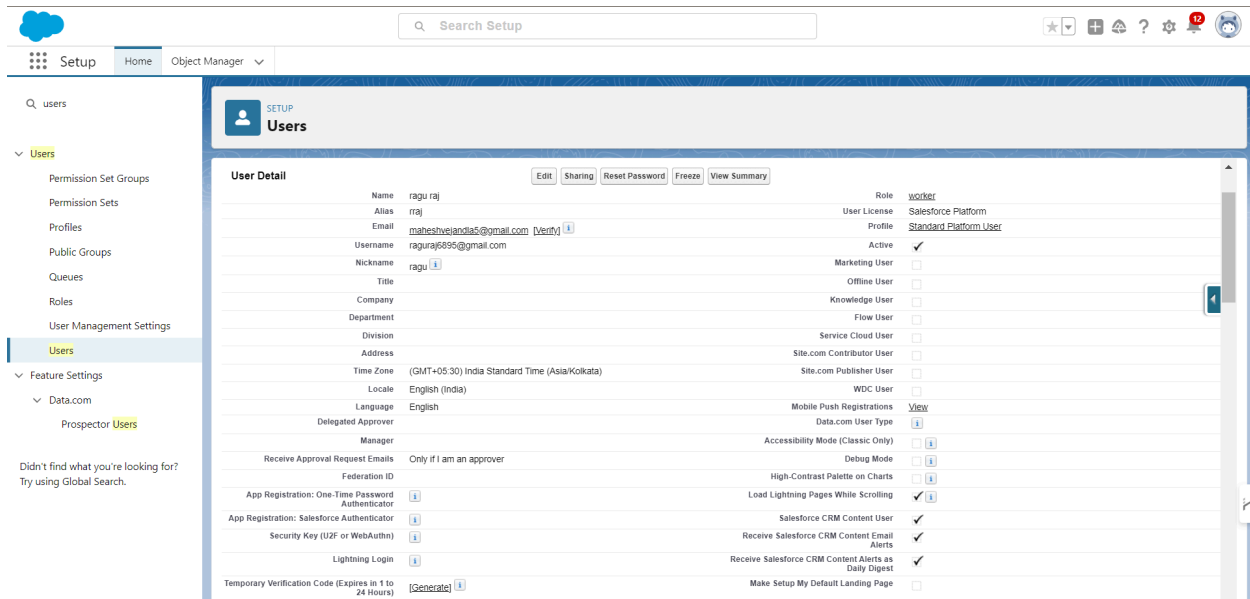 Search Setup
12
Setup Home Object Manager
users
SETUP
Users
Users
Permission Set Groups
Permission Sets
Profiles
Public Groups
Queues
Roles
User Management Settings
Users
Feature Settings
Data.com
Prospector Users
Didn't find what you're looking for?
Try using Global Search.
User Detail Edit Sharing Reset Password Freeze View Summary
Name ragu raj Role worker
Alias rraj User License Salesforce Platform
Email maheshvejandla5@gmail.com [Verify] i Profile Standard Platform User
Username raguraj6895@gmail.com Active
Nickname ragu i Marketing User
Title Offline User
Company Knowledge User
Department Flow User
Division Service Cloud User
Address Site.com Contributor User
Time Zone (GMT+05:30) India Standard Time (Asia/Kolkata) Site.com Publisher User
Locale English (India) WDC User
Language English Mobile Push Registrations View
Delegated Approver Data.com User Type i
Manager Accessibility Mode (Classic Only) i
Receive Approval Request Emails Only if I am an approver Debug Mode i
Federation ID High-Contrast Palette on Charts i
App Registration: One-Time Password
Authenticator i Load Lightning Pages While Scrolling i
App Registration: Salesforce Authenticator i Salesforce CRM Content User
Security Key (U2F or WebAuthn) i Receive Salesforce CRM Content Email
Alerts
Lightning Login i Receive Salesforce CRM Content Alerts as
Daily Digest
Temporary Verification Code (Expires in 1 to
24 Hours) [Generate] i Make Setup My Default Landing Page